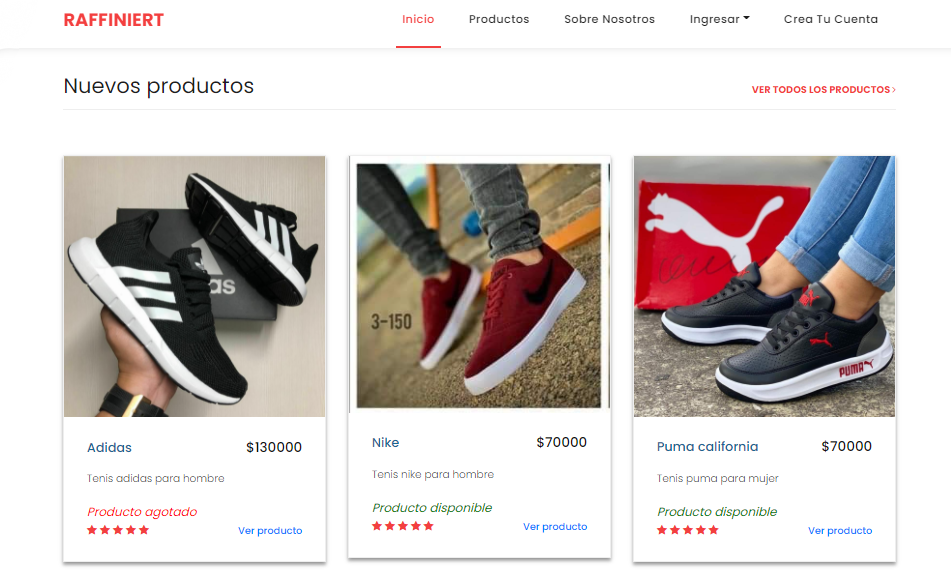 RAFFINIERT
Inicio Productos Sobre Nosotros Ingresar Crea Tu Cuenta
Nuevos productos
VER TODOS LOS PRODUCTOS >
as
3-150
PUMA
Adidas $130000
Tenis adidas para hombre
Producto agotado
Ver producto
Nike $70000
Tenis nike para hombre
Producto disponible
Ver producto
Puma california $70000
Tenis puma para mujer
Producto disponible
Ver producto